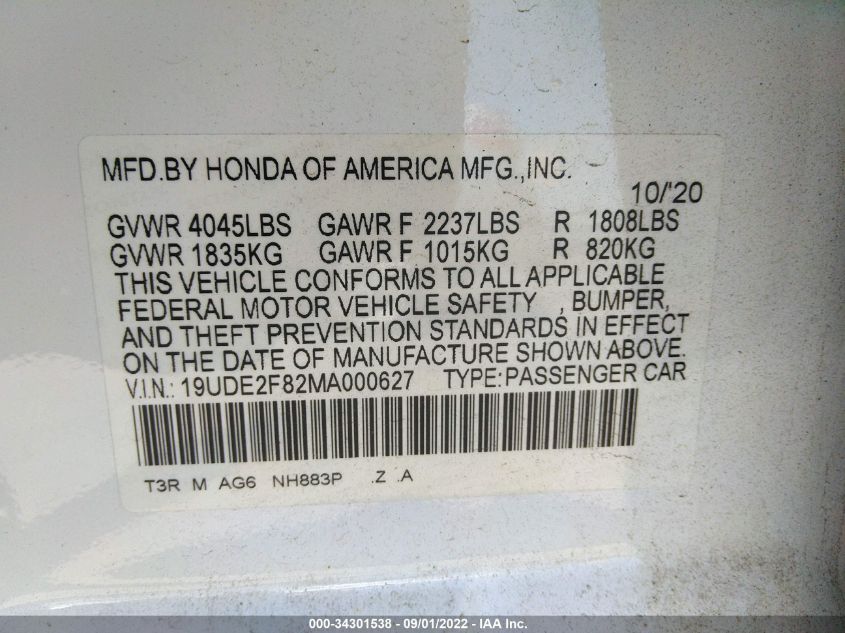 MFD.BY HONDA OF AMERICA MFG.,INC.
10/'20
GVWR 4045LBS GAWR F 2237LBS R 1808LBS
GVWR 1835KG GAWR F 1015KG R 820KG
THIS VEHICLE CONFORMS TO ALL APPLICABLE
FEDERAL MOTOR VEHICLE SAFETY , BUMPER,
AND THEFT PREVENTION STANDARDS IN EFFECT
ON THE DATE OF MANUFACTURE SHOWN ABOVE.
V.I.N.: 19UDE2F82MA000627 TYPE:PASSENGER CAR
T3R M AG6 NH883P .Z .A
000-34301538 - 09/01/2022 - IAA Inc.